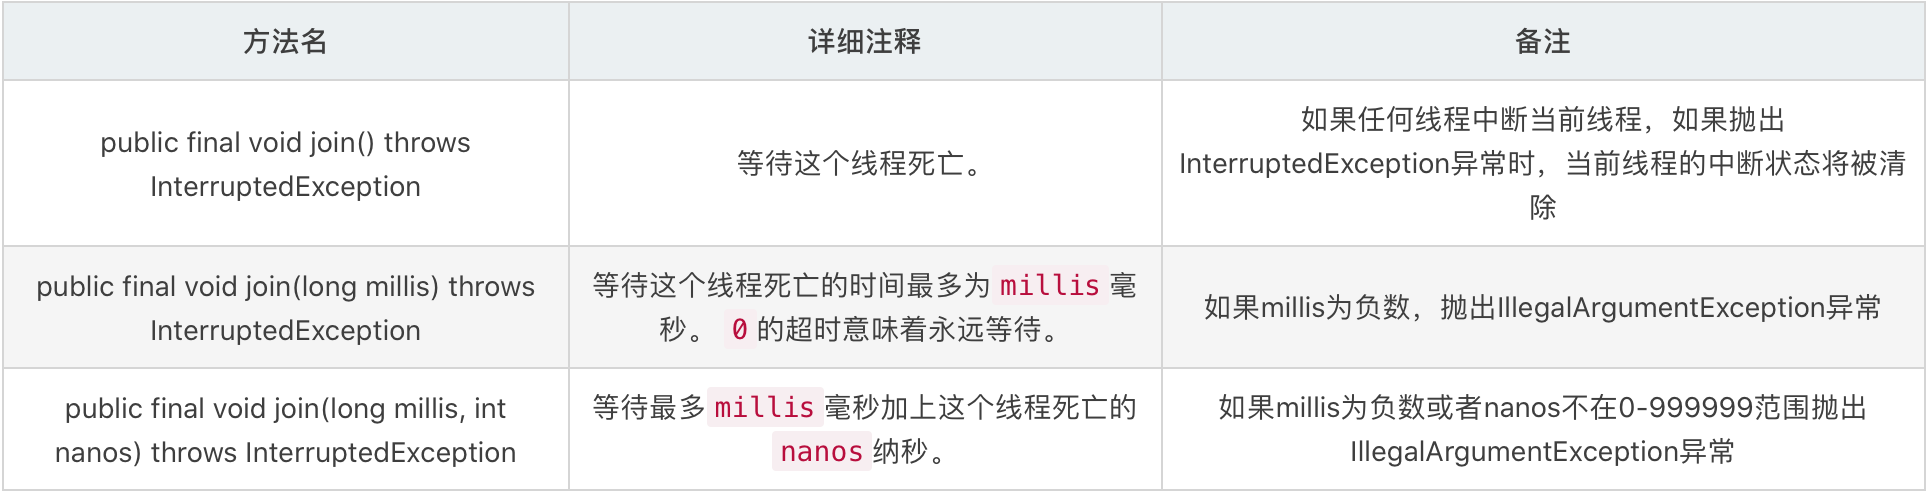 方法名
详细注释
备注
public final void join() throws
InterruptedException
等待这个线程死亡。
如果任何线程中断当前线程，如果抛出
InterruptedException异常时，当前线程的中断状态将被清
除
public final void join(long millis) throws
InterruptedException
等待这个线程死亡的时间最多为 millis 毫
秒。 0 的超时意味着永远等待。
如果millis为负数，抛出IllegalArgumentException异常
public final void join(long millis, int
nanos) throws InterruptedException
等待最多 millis 毫秒加上这个线程死亡的
nanos 纳秒。
如果millis为负数或者nanos不在0-999999范围抛出
IllegalArgumentException异常